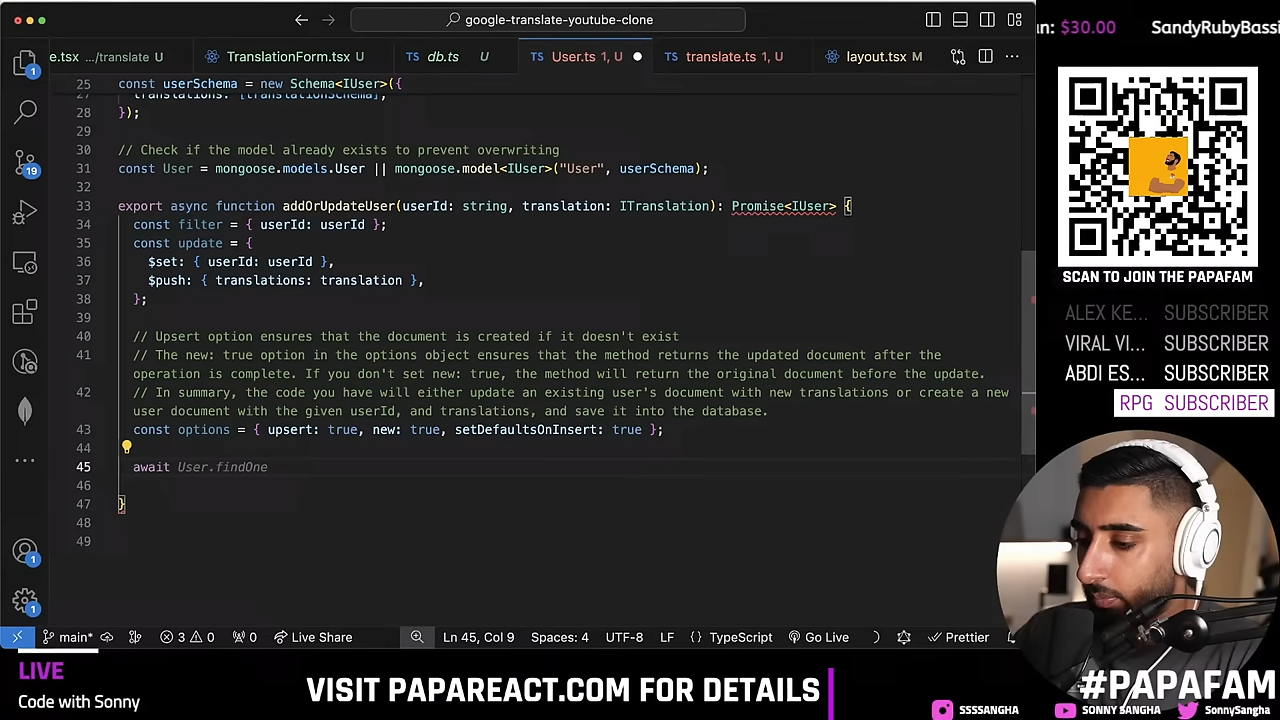 google-translate-youtube-clone
n: $30.00 SandyRubyBassi
e.tsx .../translate U TranslationForm.tsx U TS db.ts U TS User.ts 1, U TS translate.ts 1, U layout.tsx M
25 const userSchema = new Schema<IUser>({
27 translations: [translationSchema],
28 });
29
30 // Check if the model already exists to prevent overwriting
31 const User = mongoose.models.User || mongoose.model<IUser>("User", userSchema);
32
33 export async function addOrUpdateUser(userId: string, translation: ITranslation): Promise<IUser> {
34 const filter = { userId: userId };
35 const update = {
36 $set: { userId: userId },
37 $push: { translations: translation },
38 };
39
40 // Upsert option ensures that the document is created if it doesn't exist
41 // The new: true option in the options object ensures that the method returns the updated document after the
operation is complete. If you don't set new: true, the method will return the original document before the update.
42 // In summary, the code you have will either update an existing user's document with new translations or create a new
user document with the given userId, and translations, and save it into the database.
43 const options = { upsert: true, new: true, setDefaultsOnInsert: true };
44
45 await User.findOne
46
47 }
48
49
1
19
1
1
main* 3 0 0 Live Share Ln 45, Col 9 Spaces: 4 UTF-8 LF {} TypeScript Go Live Prettier
SCAN TO JOIN THE PAPAFAM
ALEX KE... SUBSCRIBER
VIRAL VI... SUBSCRIBER
ABDI ES... SUBSCRIBER
RPG SUBSCRIBER
LIVE
Code with Sonny
VISIT PAPAREACT.COM FOR DETAILS
#PAPAFAM
SSSSANGHA SONNY SANGHA SonnySangha